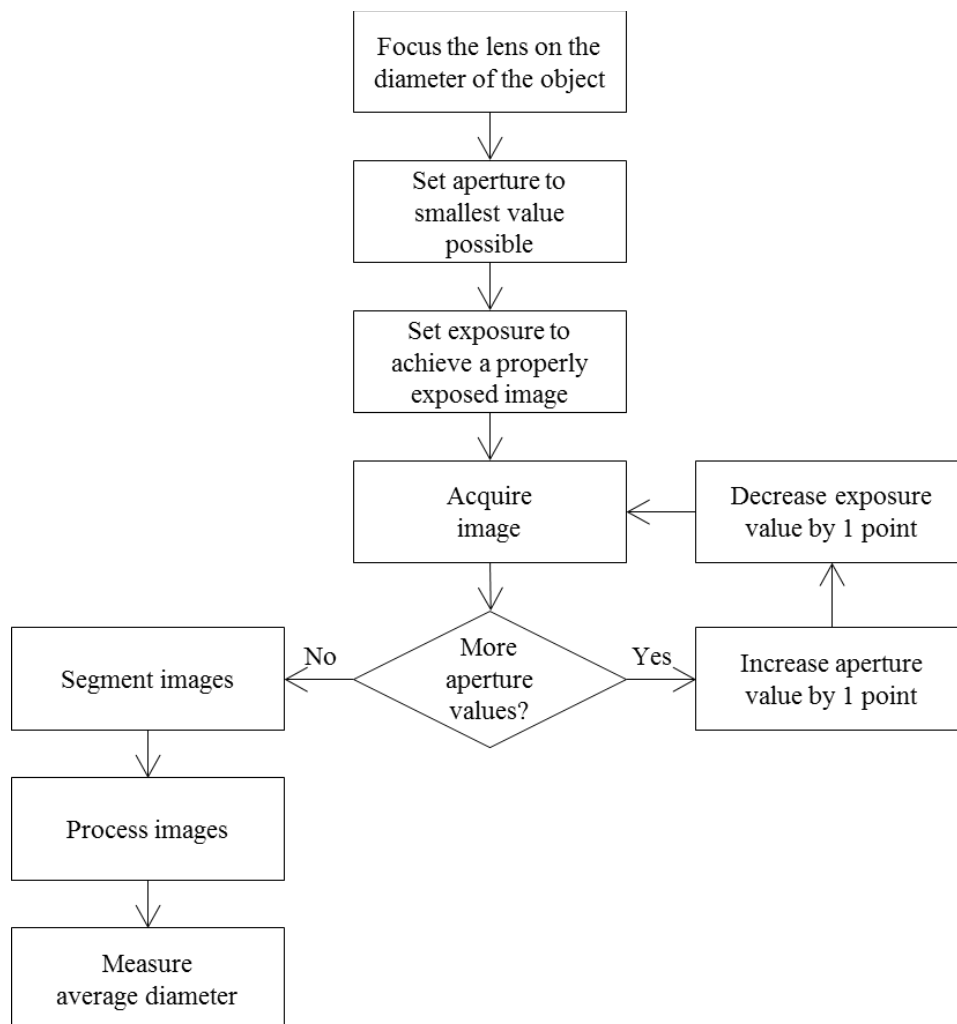 Focus the lens on the
diameter of the object
Set aperture to
smallest value
possible
Set exposure to
achieve a properly
exposed image
Acquire
image
Decrease exposure
value by 1 point
More
aperture
values?
Yes
Increase aperture
value by 1 point
No
Segment images
Process images
Measure
average diameter